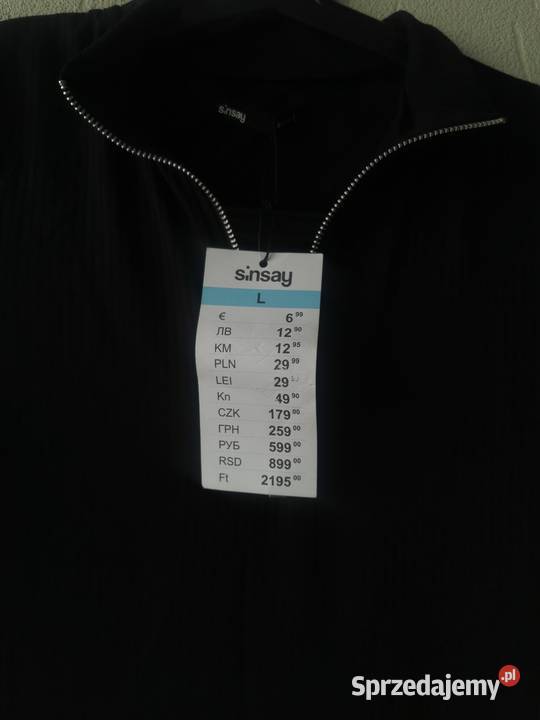 sinsay
sinsay
L
€ 6 99
ЛВ 12 90
KM 12 95
PLN 29 99
LEI 29
Kn 49 90
CZK 179 00
ГРН 259 00
РУБ 599 00
RSD 899 00
Ft 2195 00
Sprzedajemy.pl